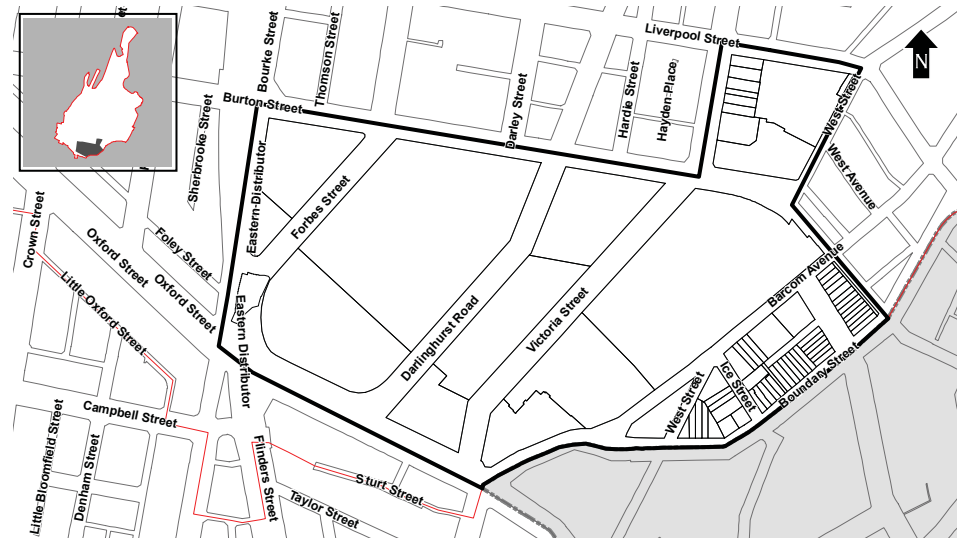 Liverpool Street
N
Bourke Street
Thomson Street
Burton Street
Darley Street
Hardie Street
Hayden Place
West Street
West Avenue
Sherbrooke Street
Eastern Distributor
Forbes Street
Crown Street
Oxford Street
Foley Street
Little Oxford Street
Oxford Street
Eastern Distributor
Darlinghurst Road
Victoria Street
Barcom Avenue
Boundary Street
Ice Street
West Street
Campbell Street
Little Bloomfield Street
Denham Street
Flinders Street
Sturt Street
Taylor Street